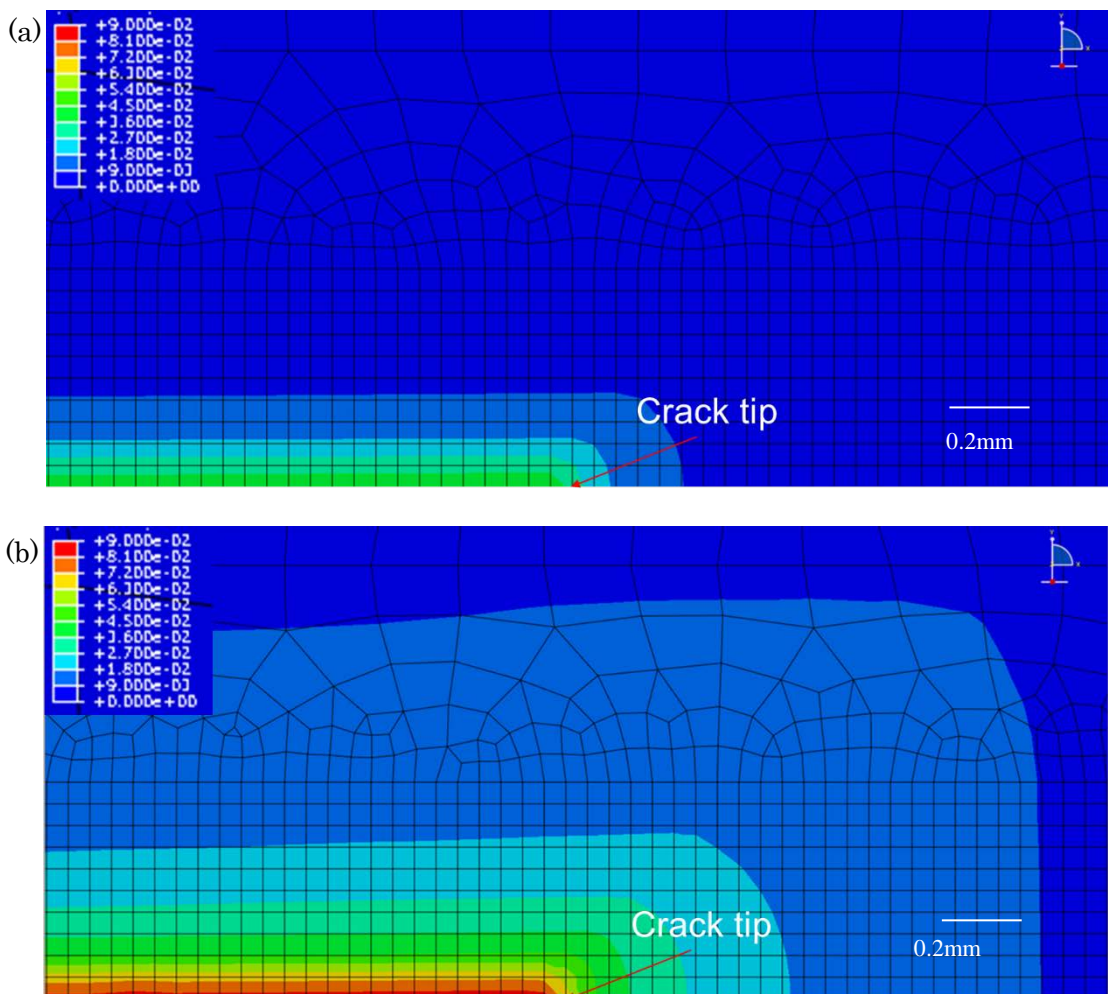 (a)
+9.000e-02
+8.100e-02
+7.200e-02
+6.300e-02
+5.400e-02
+4.500e-02
+3.600e-02
+2.700e-02
+1.800e-02
+9.000e-03
+0.000e+00
Y
X
Crack tip
0.2mm
(b)
+9.000e-02
+8.100e-02
+7.200e-02
+6.300e-02
+5.400e-02
+4.500e-02
+3.600e-02
+2.700e-02
+1.800e-02
+9.000e-03
+0.000e+00
Y
X
Crack tip
0.2mm